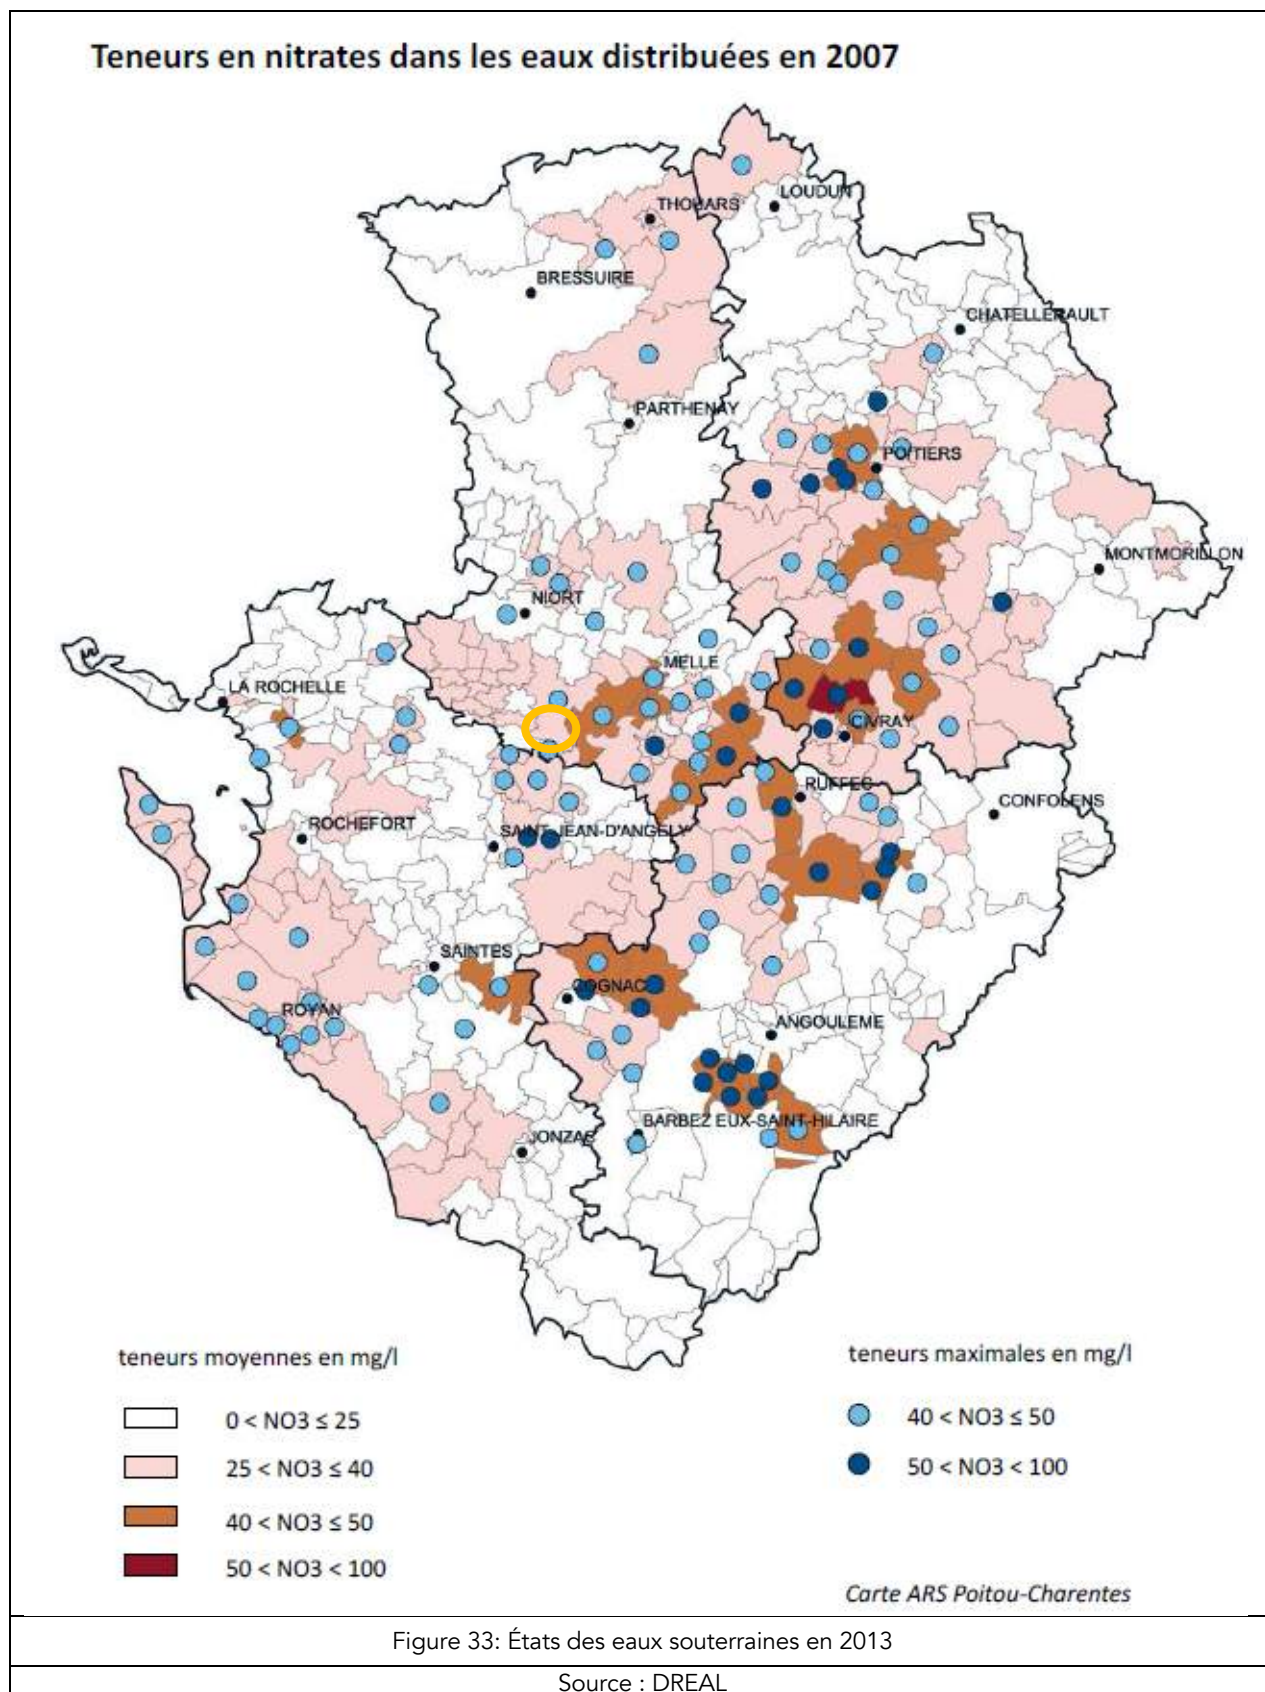 Teneurs en nitrates dans les eaux distribuées en 2007
LOUDUN
THOUARS
BRESSUIRE
CHATELLERAULT
PARTHENAY
POITIERS
MONTMORILLON
NIORT
MELLE
LA ROCHELLE
CIVRAY
RUFFEC
CONFOLENS
ROCHEFORT
SAINT-JEAN-D'ANGELY
SAINTES
COGNAC
ROYAN
ANGOULEME
BARBEZIEUX-SAINT-HILAIRE
JONZAC
teneurs moyennes en mg/l
0 < NO3 ≤ 25
25 < NO3 ≤ 40
40 < NO3 ≤ 50
50 < NO3 < 100
teneurs maximales en mg/l
40 < NO3 ≤ 50
50 < NO3 < 100
Carte ARS Poitou-Charentes
Figure 33: États des eaux souterraines en 2013
Source : DREAL